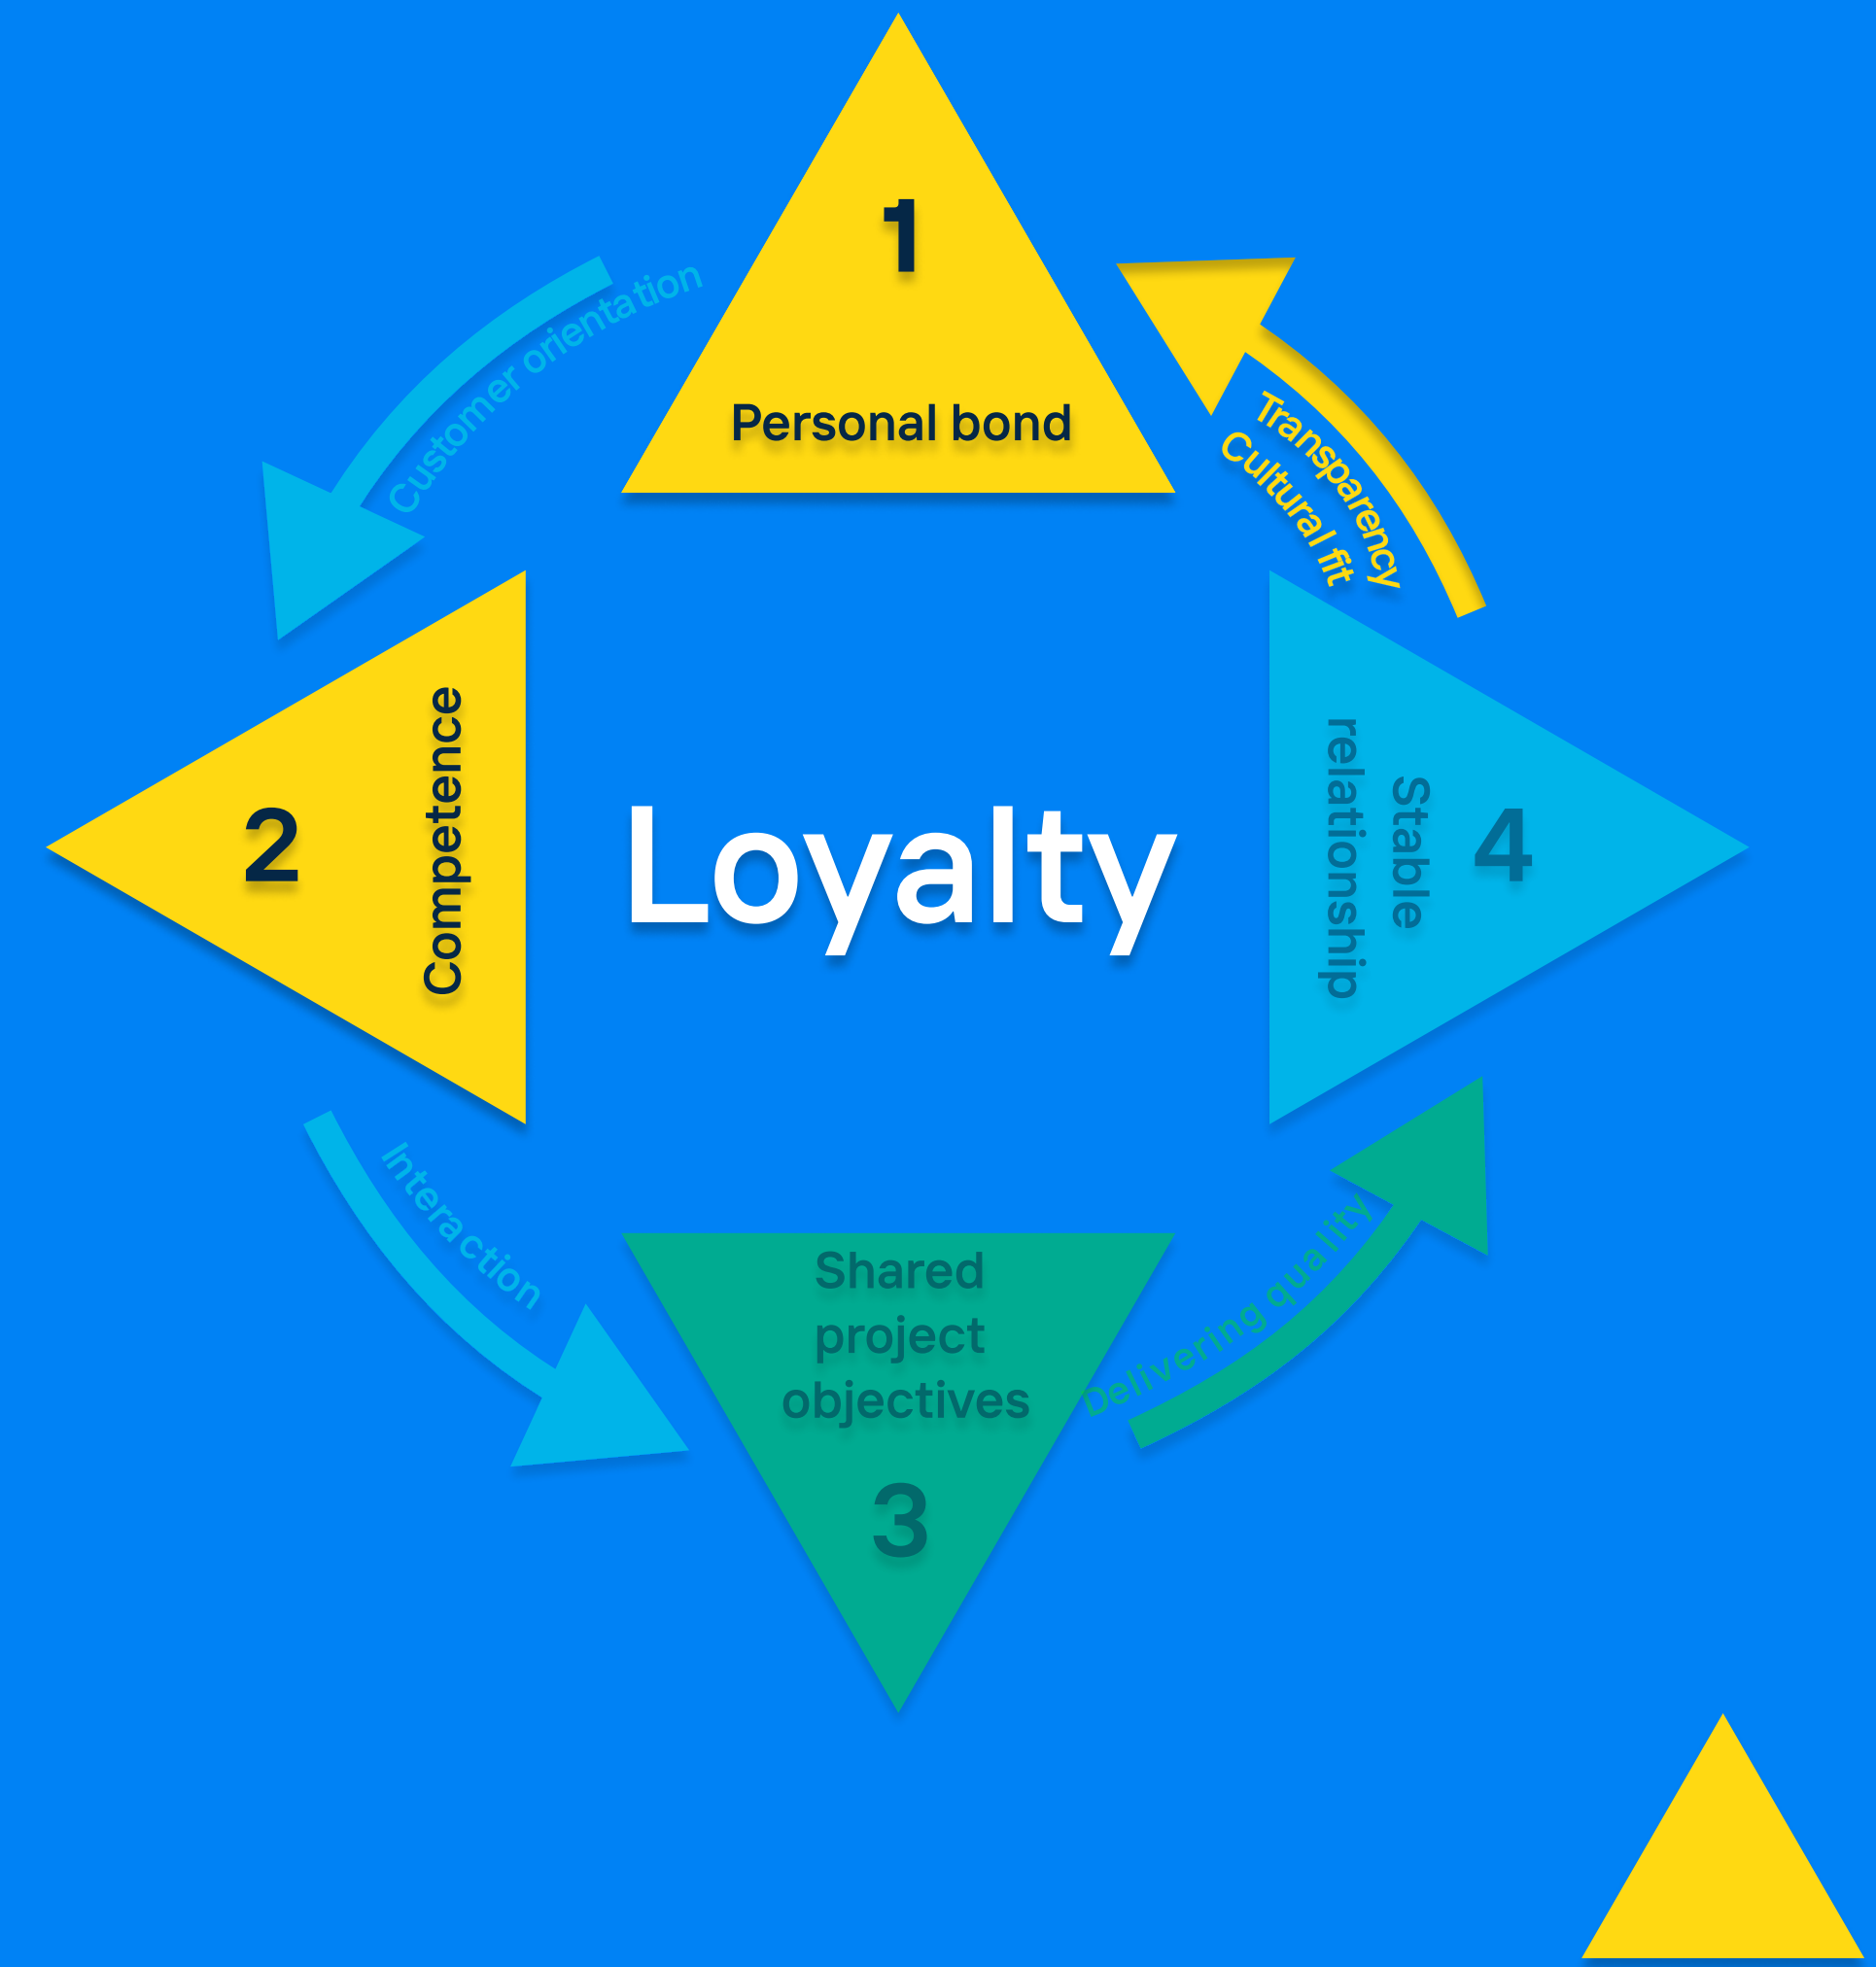 1
Personal bond
Customer orientation
2
Competence
Interaction
Shared
project
objectives
3
Delivering quality
4
Stable
relationship
Transparency
Cultural fit
Loyalty